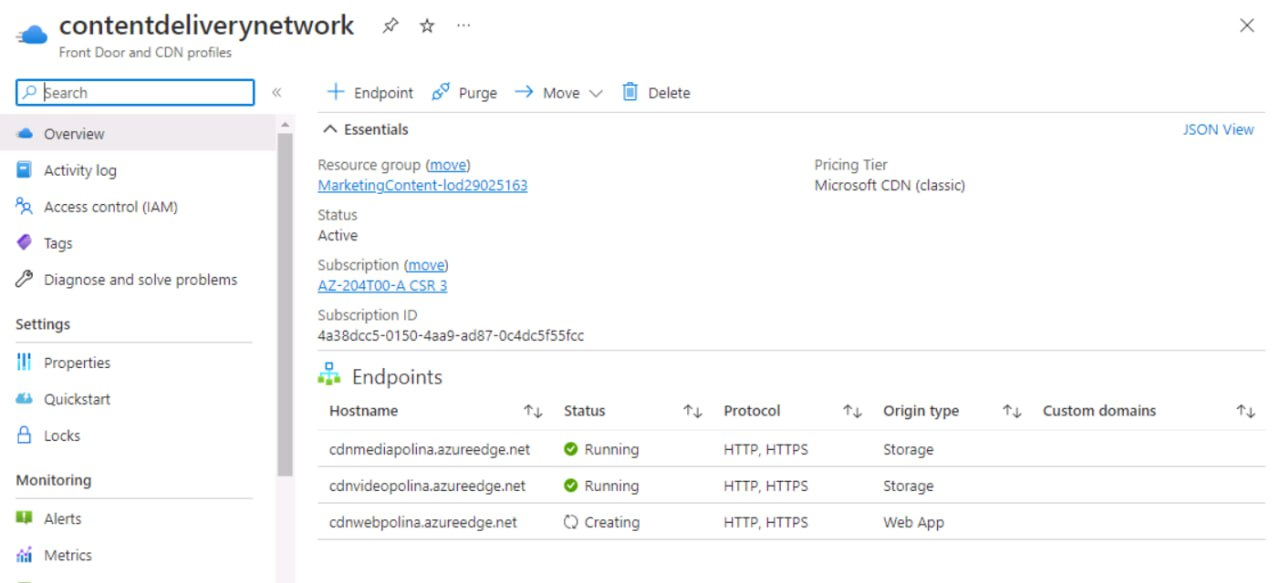 contentdeliverynetwork
Front Door and CDN profiles
Search
Overview
Activity log
Access control (IAM)
Tags
Diagnose and solve problems
Settings
Properties
Quickstart
Locks
Monitoring
Alerts
Metrics
Endpoint Purge Move Delete
Essentials JSON View
Resource group (move)
MarketingContent-lod29025163
Status
Active
Subscription (move)
AZ-204T00-A CSR 3
Subscription ID
4a38dcc5-0150-4aa9-ad87-0c4dc5f55fcc
Pricing Tier
Microsoft CDN (classic)
Endpoints
Hostname Status Protocol Origin type Custom domains
cdnmediapolina.azureedge.net Running HTTP, HTTPS Storage
cdnvideopolina.azureedge.net Running HTTP, HTTPS Storage
cdnwebpolina.azureedge.net Creating HTTP, HTTPS Web App